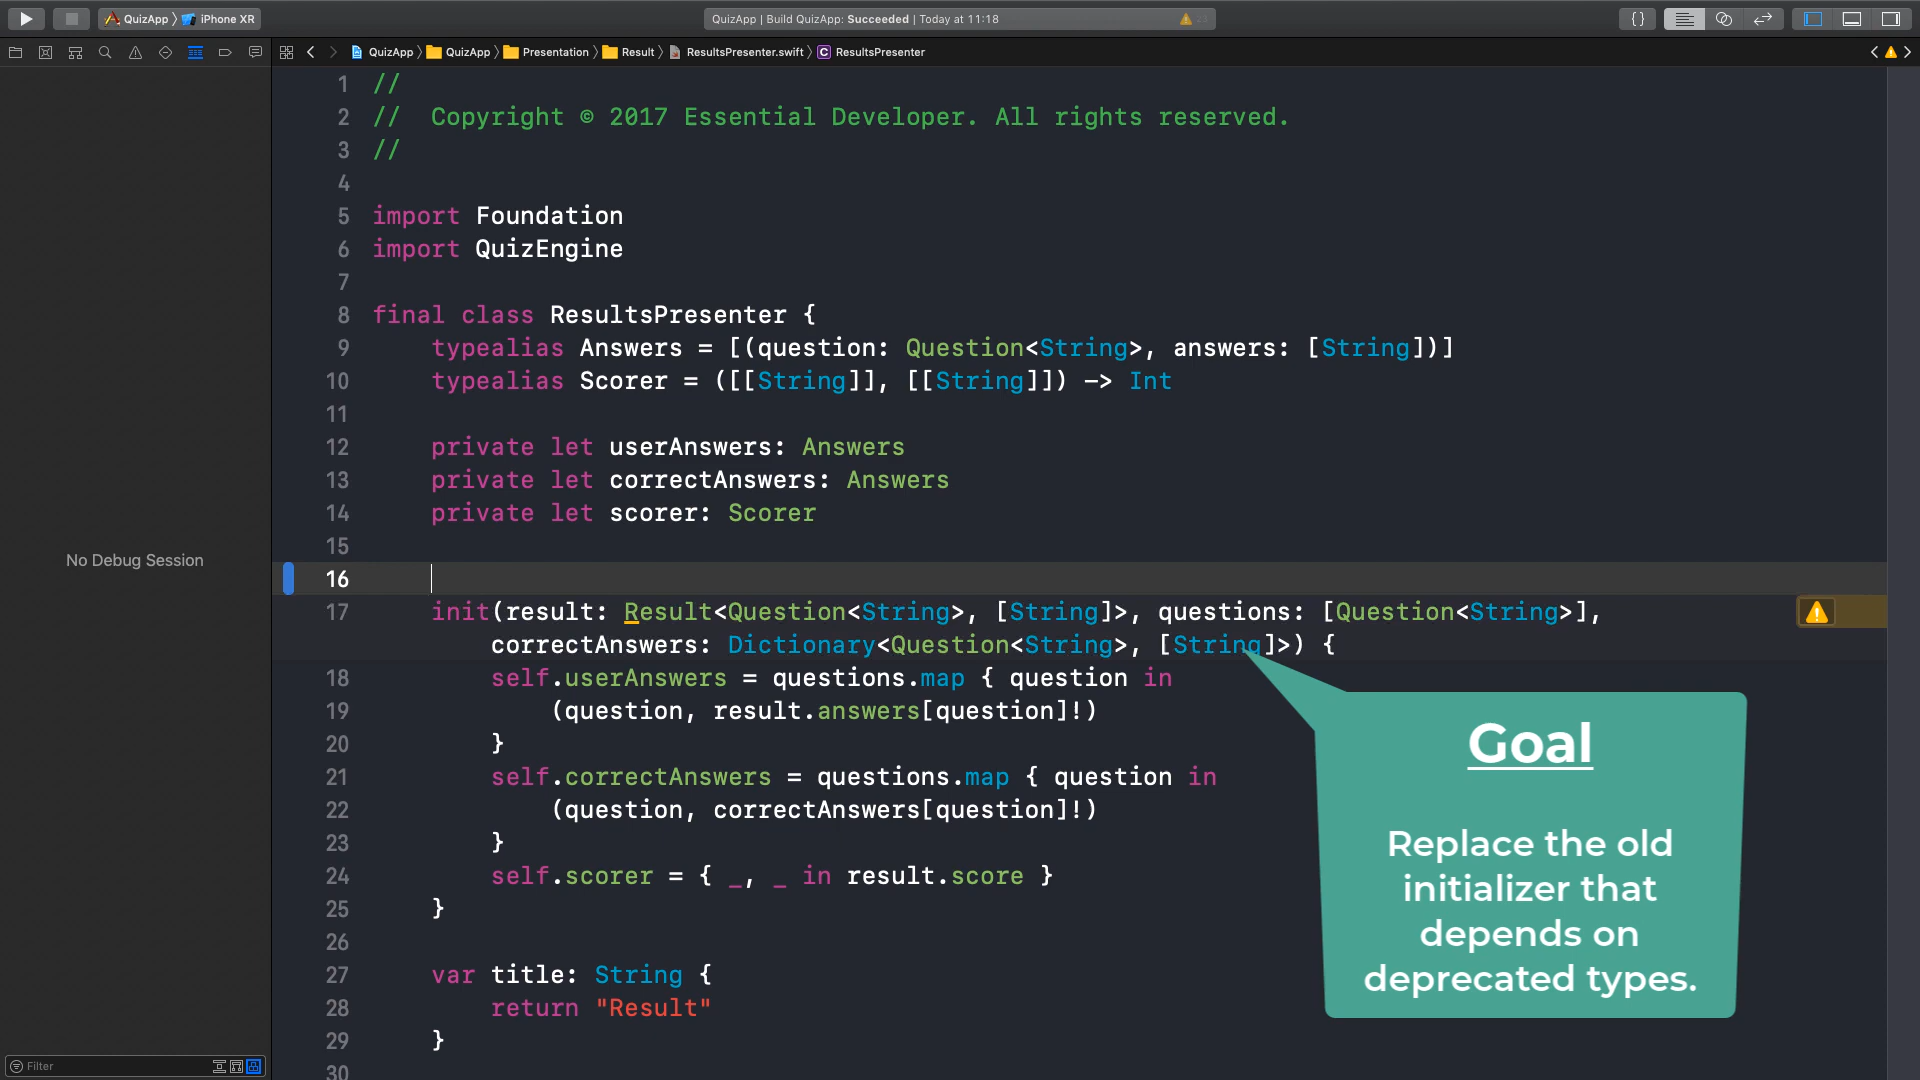 QuizApp
iPhone XR
QuizApp | Build QuizApp: Succeeded | Today at 11:18
QuizApp
QuizApp
Presentation
Result
ResultsPresenter.swift
C
ResultsPresenter
1 //
2 //  Copyright © 2017 Essential Developer. All rights reserved.
3 //
4
5 import Foundation
6 import QuizEngine
7
8 final class ResultsPresenter {
9     typealias Answers = [(question: Question<String>, answers: [String])]
10     typealias Scorer = ([[String]], [[String]]) -> Int
11
12     private let userAnswers: Answers
13     private let correctAnswers: Answers
14     private let scorer: Scorer
15
16
17     init(result: Result<Question<String>, [String]>, questions: [Question<String>],
        correctAnswers: Dictionary<Question<String>, [String]>) {
18         self.userAnswers = questions.map { question in
19             (question, result.answers[question]!)
20         }
21         self.correctAnswers = questions.map { question in
22             (question, correctAnswers[question]!)
23         }
24         self.scorer = { _, _ in result.score }
25     }
26
27     var title: String {
28         return "Result"
29     }
30
No Debug Session
Goal
Replace the old
initializer that
depends on
deprecated types.
Filter